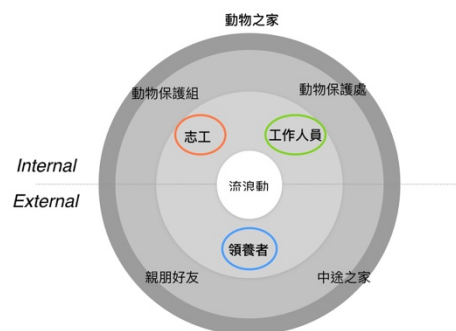 動物之家
動物保護組
動物保護處
志工
工作人員
Internal
流浪動
External
領養者
親朋好友
中途之家